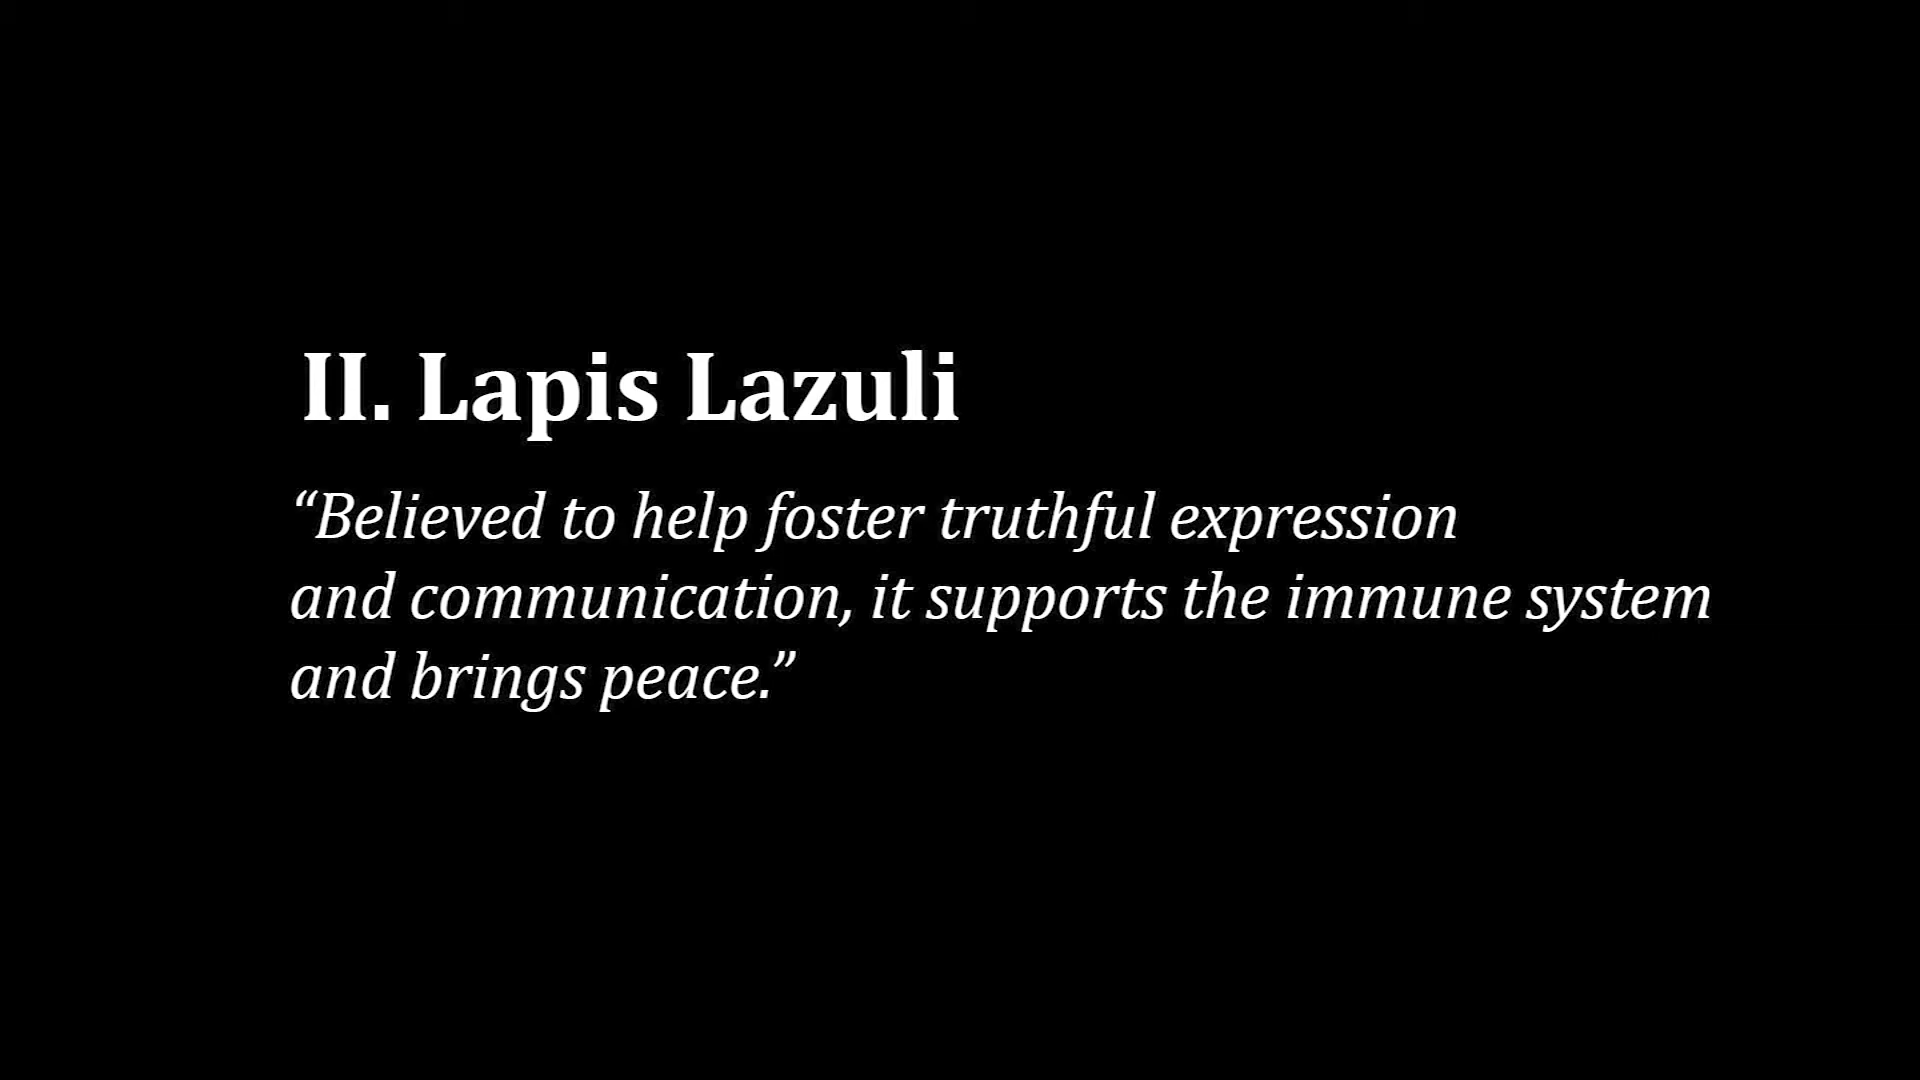 II. Lapis Lazuli
“Believed to help foster truthful expression
and communication, it supports the immune system
and brings peace.”